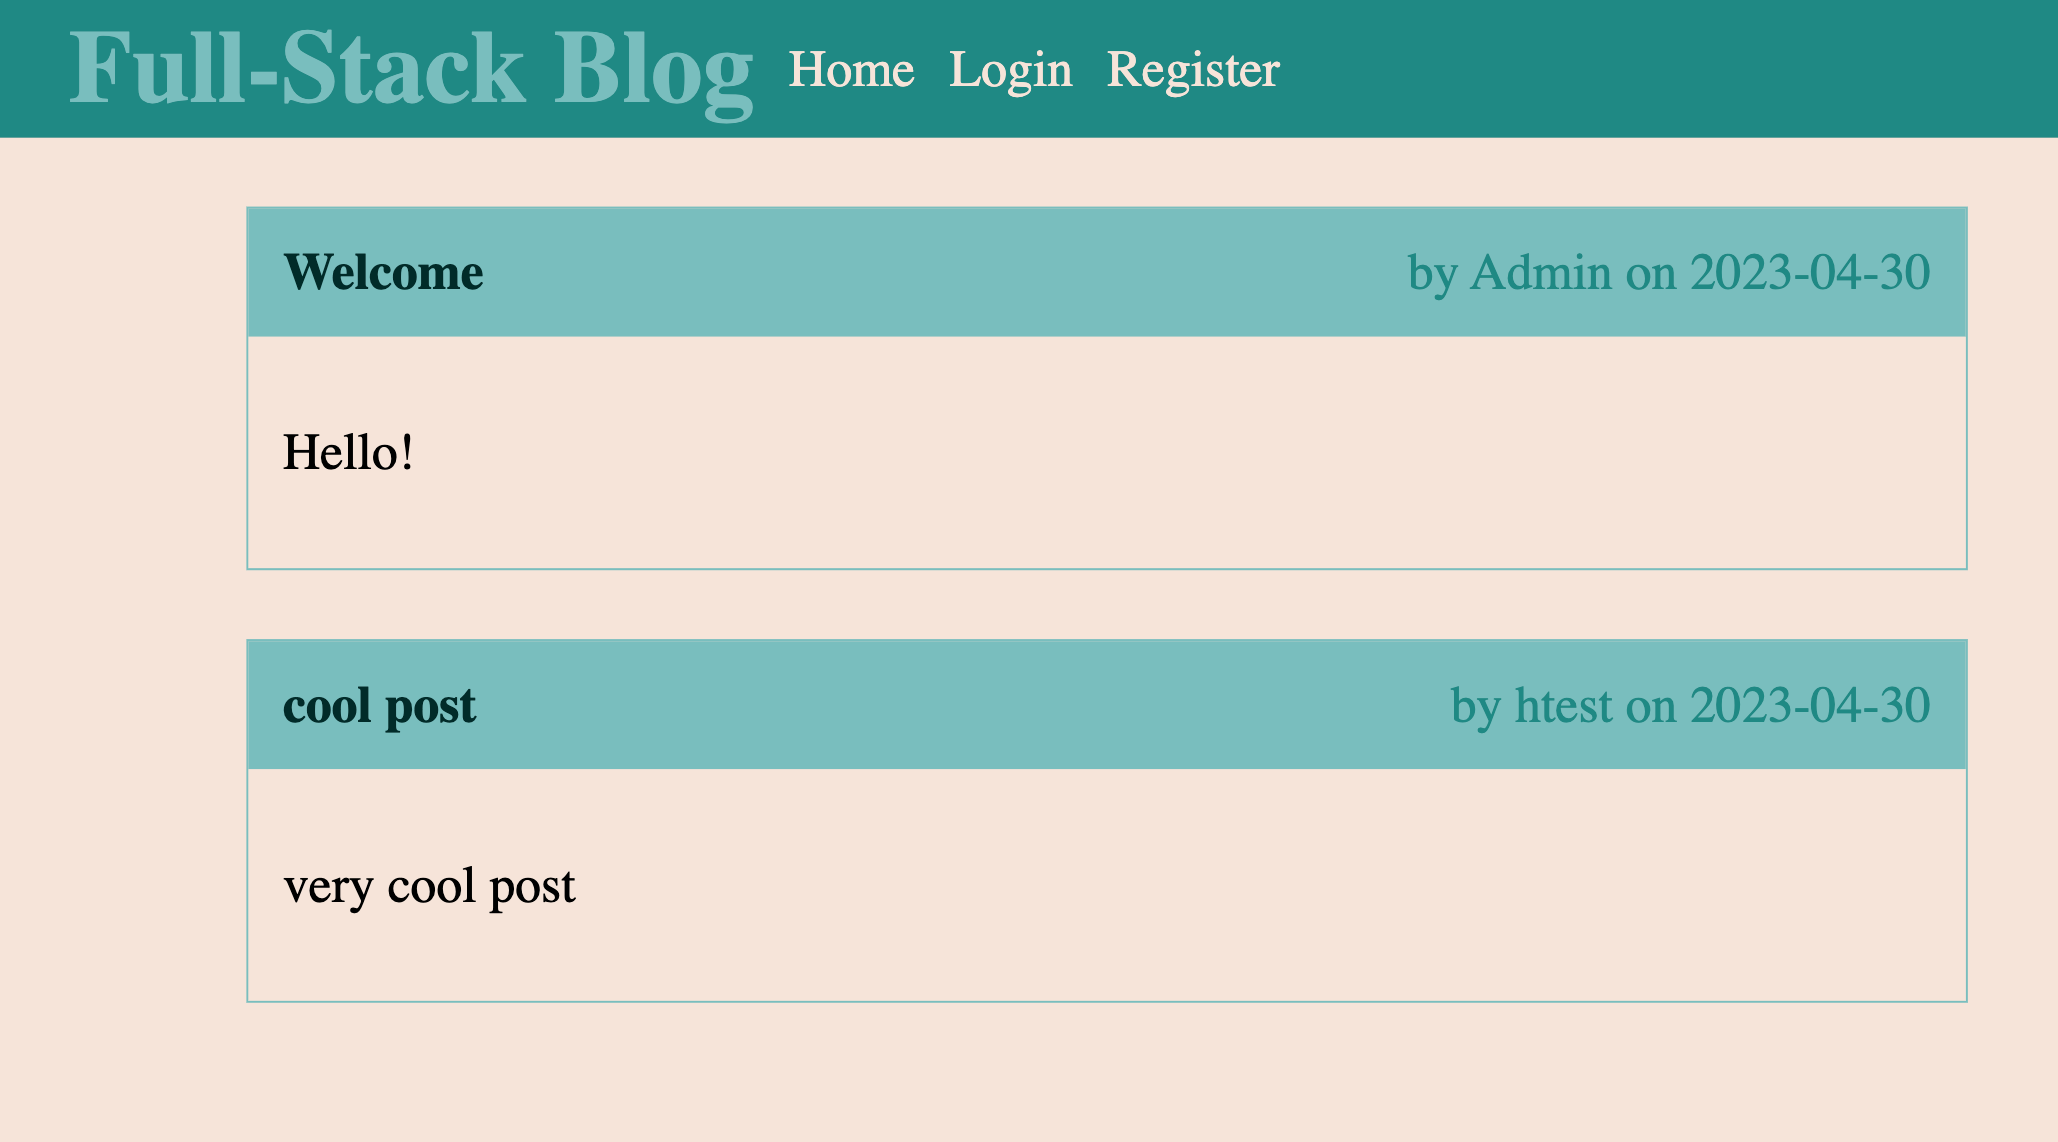 Full-Stack Blog Home Login Register
Welcome by Admin on 2023-04-30
Hello!
cool post by htest on 2023-04-30
very cool post